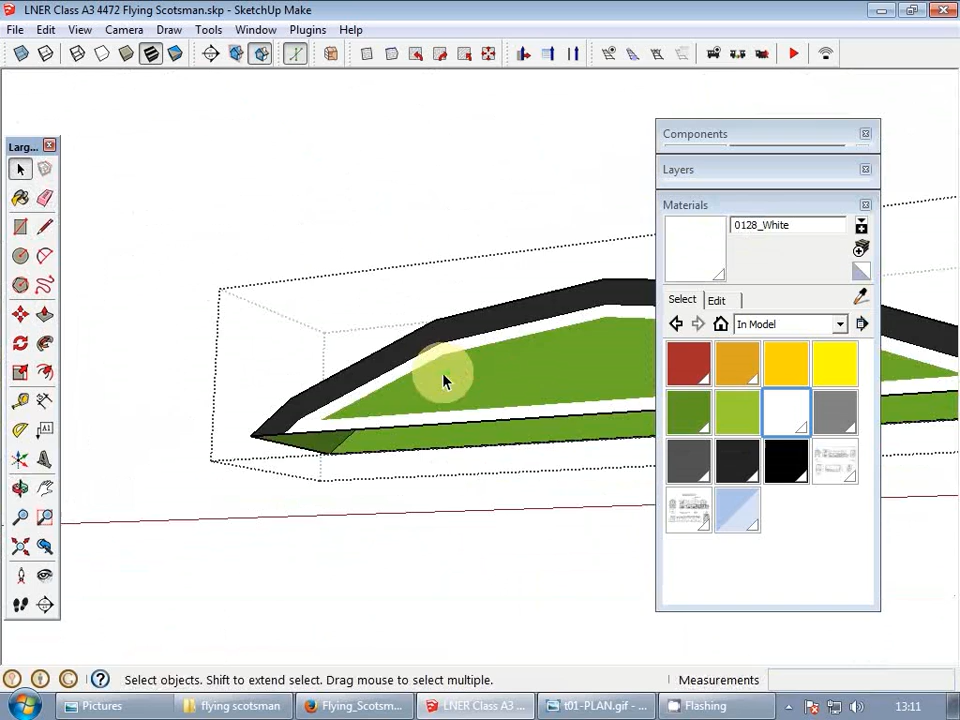 LNER Class A3 4472 Flying Scotsman.skp - SketchUp Make
File Edit View Camera Draw Tools Window Plugins Help
Larg...
Components
Layers
Materials
0128_White
Select Edit
In Model
Select objects. Shift to extend select. Drag mouse to select multiple.
Measurements
Pictures
flying scotsman
Flying_Scotsm...
LNER Class A3 ...
t01-PLAN.gif - ...
Flashing
13:11